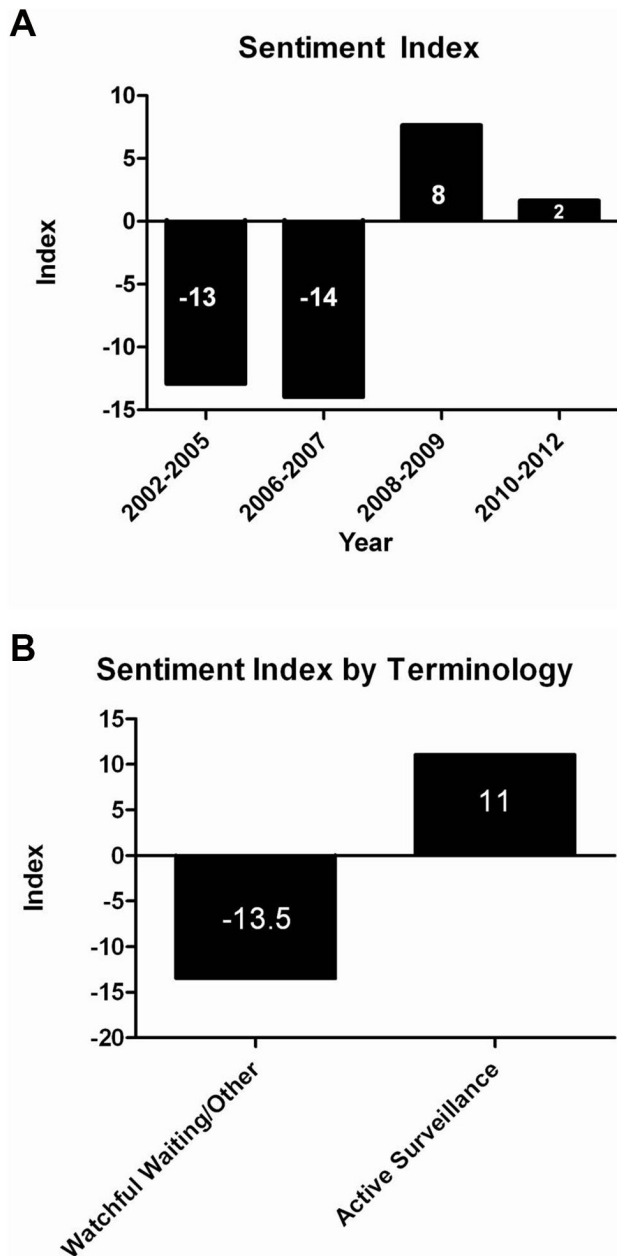 A
Sentiment Index
10
5
0
-5
-10
-15
Index
-13
-14
8
2
2002-2005
2006-2007
2008-2009
2010-2012
Year
B
Sentiment Index by Terminology
15
10
5
0
-5
-10
-15
-20
Index
-13.5
11
Watchful Waiting/Other
Active Surveillance